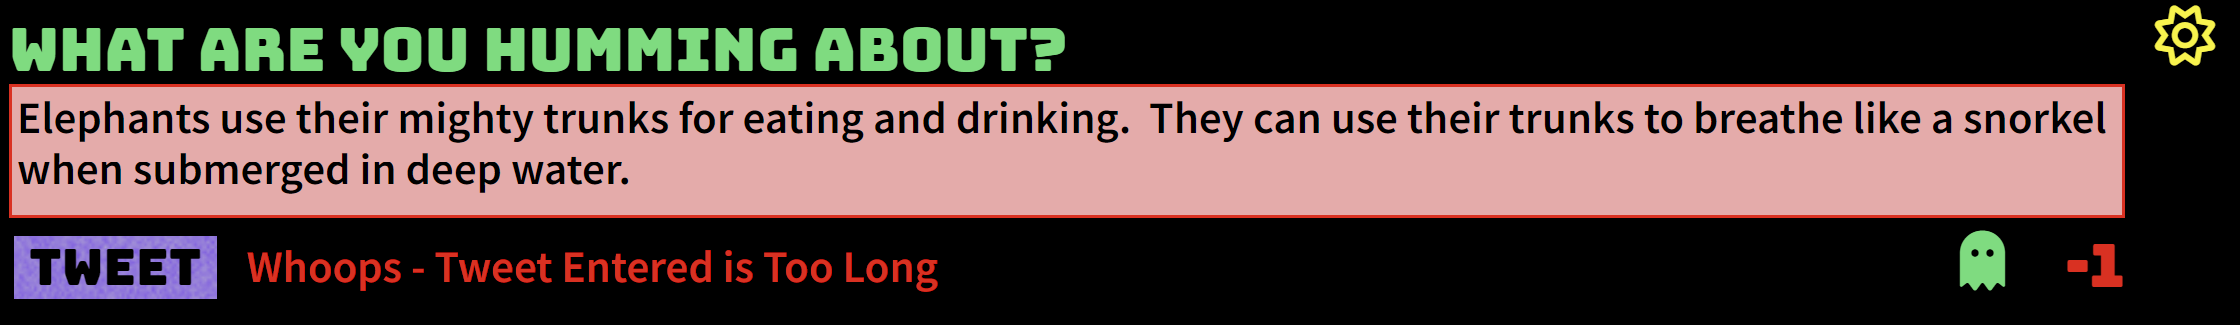 WHAT ARE YOU HUMMING ABOUT?
Elephants use their mighty trunks for eating and drinking.  They can use their trunks to breathe like a snorkel
when submerged in deep water.
TWEET
Whoops - Tweet Entered is Too Long
-1